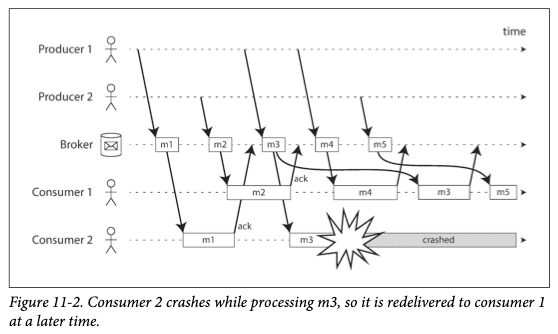 time
Producer 1
Producer 2
Broker m1 m2 m3 m4 m5
ack
Consumer 1 m2 m4 m3 m5
ack
Consumer 2 m1 m3 crashed
Figure 11-2. Consumer 2 crashes while processing m3, so it is redelivered to consumer 1
at a later time.